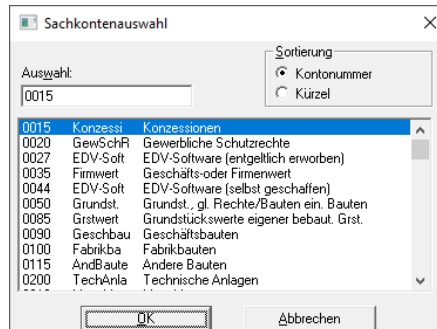 Sachkontenauswahl
Auswahl:
0015
Sortierung
Kontonummer
Kürzel
0015 Konzessi Konzessionen
0020 GewSchR Gewerbliche Schutzrechte
0027 EDV-Soft EDV-Software (entgeltlich erworben)
0035 Firmwert Geschäfts-oder Firmenwert
0044 EDV-Soft EDV-Software (selbst geschaffen)
0050 Grundst. Grundst., gl. Rechte/Bauten ein. Bauten
0085 Grstwert Grundstückswerte eigener bebaut. Grst.
0090 Geschbau Geschäftsbauten
0100 Fabrikba Fabrikbauten
0115 AndBaute Andere Bauten
0200 TechAnla Technische Anlagen
OK Abbrechen